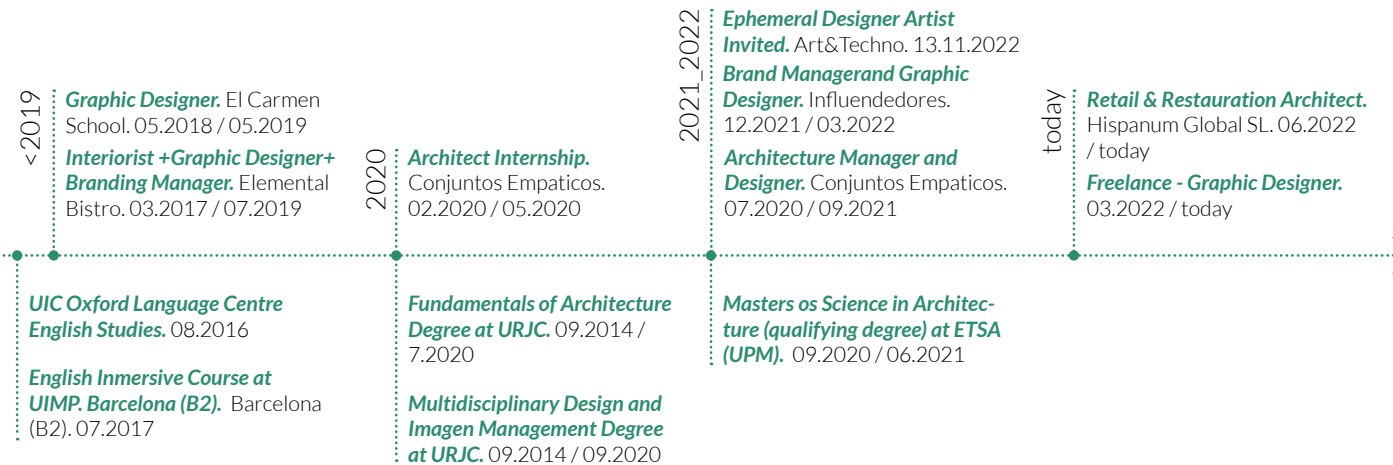 <2019
Graphic Designer. El Carmen
School. 05.2018 / 05.2019
Interiorist +Graphic Designer+
Branding Manager. Elemental
Bistro. 03.2017 / 07.2019
2020
Architect Internship.
Conjuntos Empaticos.
02.2020 / 05.2020
2021_2022
Ephemeral Designer Artist
Invited. Art&Techno. 13.11.2022
Brand Managerand Graphic
Designer. Influendedores.
12.2021 / 03.2022
Architecture Manager and
Designer. Conjuntos Empaticos.
07.2020 / 09.2021
today
Retail & Restauration Architect.
Hispanum Global SL. 06.2022
/ today
Freelance - Graphic Designer.
03.2022 / today
UIC Oxford Language Centre
English Studies. 08.2016
English Inmersive Course at
UIMP. Barcelona (B2). Barcelona
(B2). 07.2017
Fundamentals of Architecture
Degree at URJC. 09.2014 /
7.2020
Multidisciplinary Design and
Imagen Management Degree
at URJC. 09.2014 / 09.2020
Masters os Science in Architec-
ture (qualifying degree) at ETSA
(UPM). 09.2020 / 06.2021